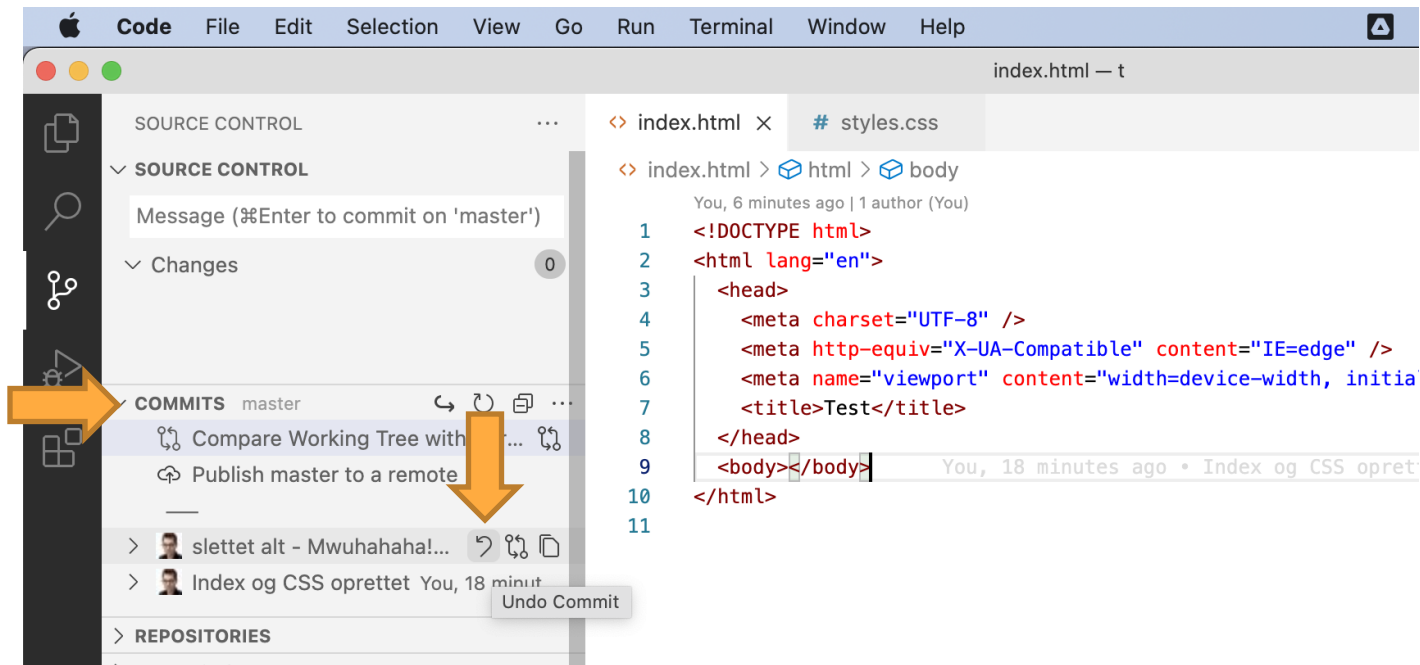 Code File Edit Selection View Go Run Terminal Window Help
index.html — t
SOURCE CONTROL ...
SOURCE CONTROL
Message (⌘Enter to commit on 'master')
Changes 0
COMMITS master ...
Compare Working Tree with ...
Publish master to a remote
slettet alt - Mwuhahaha!...
Index og CSS oprettet You, 18 minut
Undo Commit
REPOSITORIES
<> index.html × # styles.css
<> index.html > html > body
You, 6 minutes ago | 1 author (You)
1 <!DOCTYPE html>
2 <html lang="en">
3 <head>
4 <meta charset="UTF-8" />
5 <meta http-equiv="X-UA-Compatible" content="IE=edge" />
6 <meta name="viewport" content="width=device-width, initial
7 <title>Test</title>
8 </head>
9 <body></body> You, 18 minutes ago • Index og CSS oprett
10 </html>
11